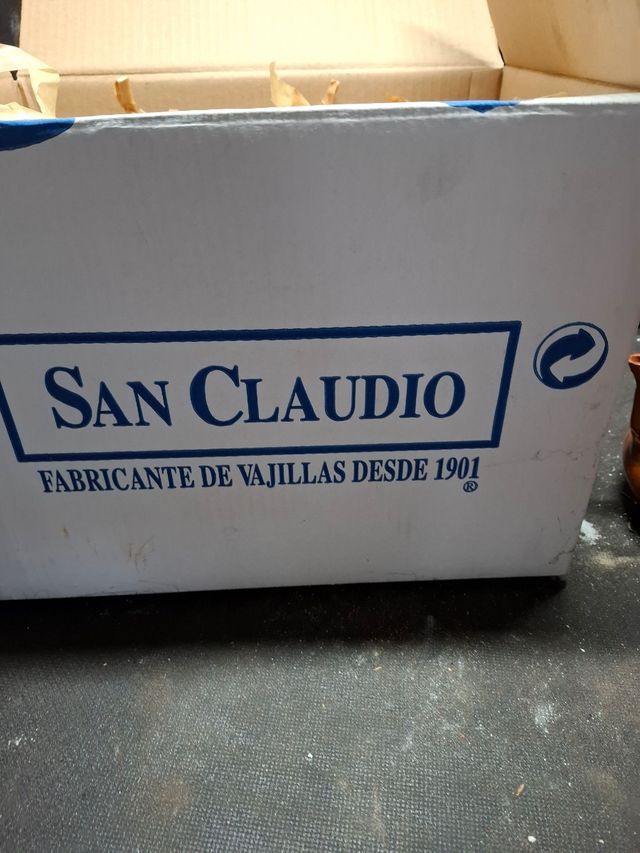 SAN CLAUDIO
FABRICANTE DE VAJILLAS DESDE 1901
®